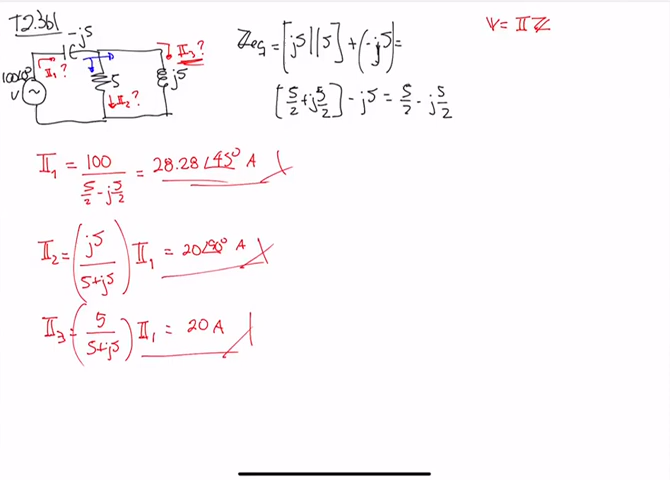 T2.3b1
-j5
𝕀₃?
𝕀₁?
100∠0°
V
5
j5
𝕀₂?
Zeq = [j5||5] + (-j5) =
[5/2 + j5/2] - j5 = 5/2 - j5/2
𝕍 = 𝕀ℤ
𝕀₁ = 100/(5/2 - j5/2) = 28.28∠45° A
𝕀₂ = (j5/(5+j5)) 𝕀₁ = 20∠90° A
𝕀₃ = (5/(5+j5)) 𝕀₁ = 20 A